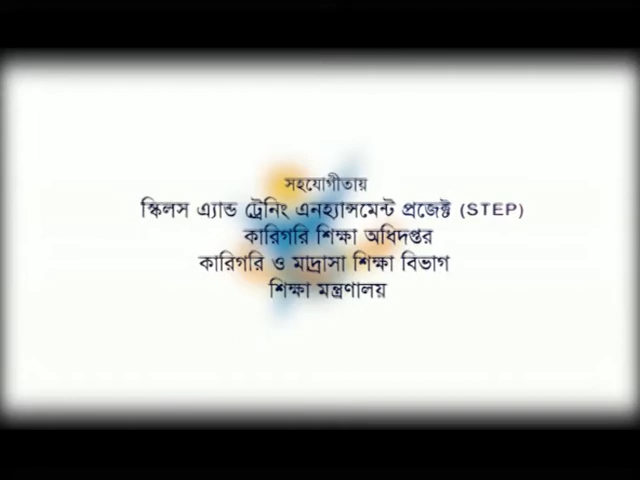 সহযোগীতায়
স্কিলস এ্যান্ড ট্রেনিং এনহ্যান্সমেন্ট প্রজেক্ট (STEP)
কারিগরি শিক্ষা অধিদপ্তর
কারিগরি ও মাদ্রাসা শিক্ষা বিভাগ
শিক্ষা মন্ত্রণালয়